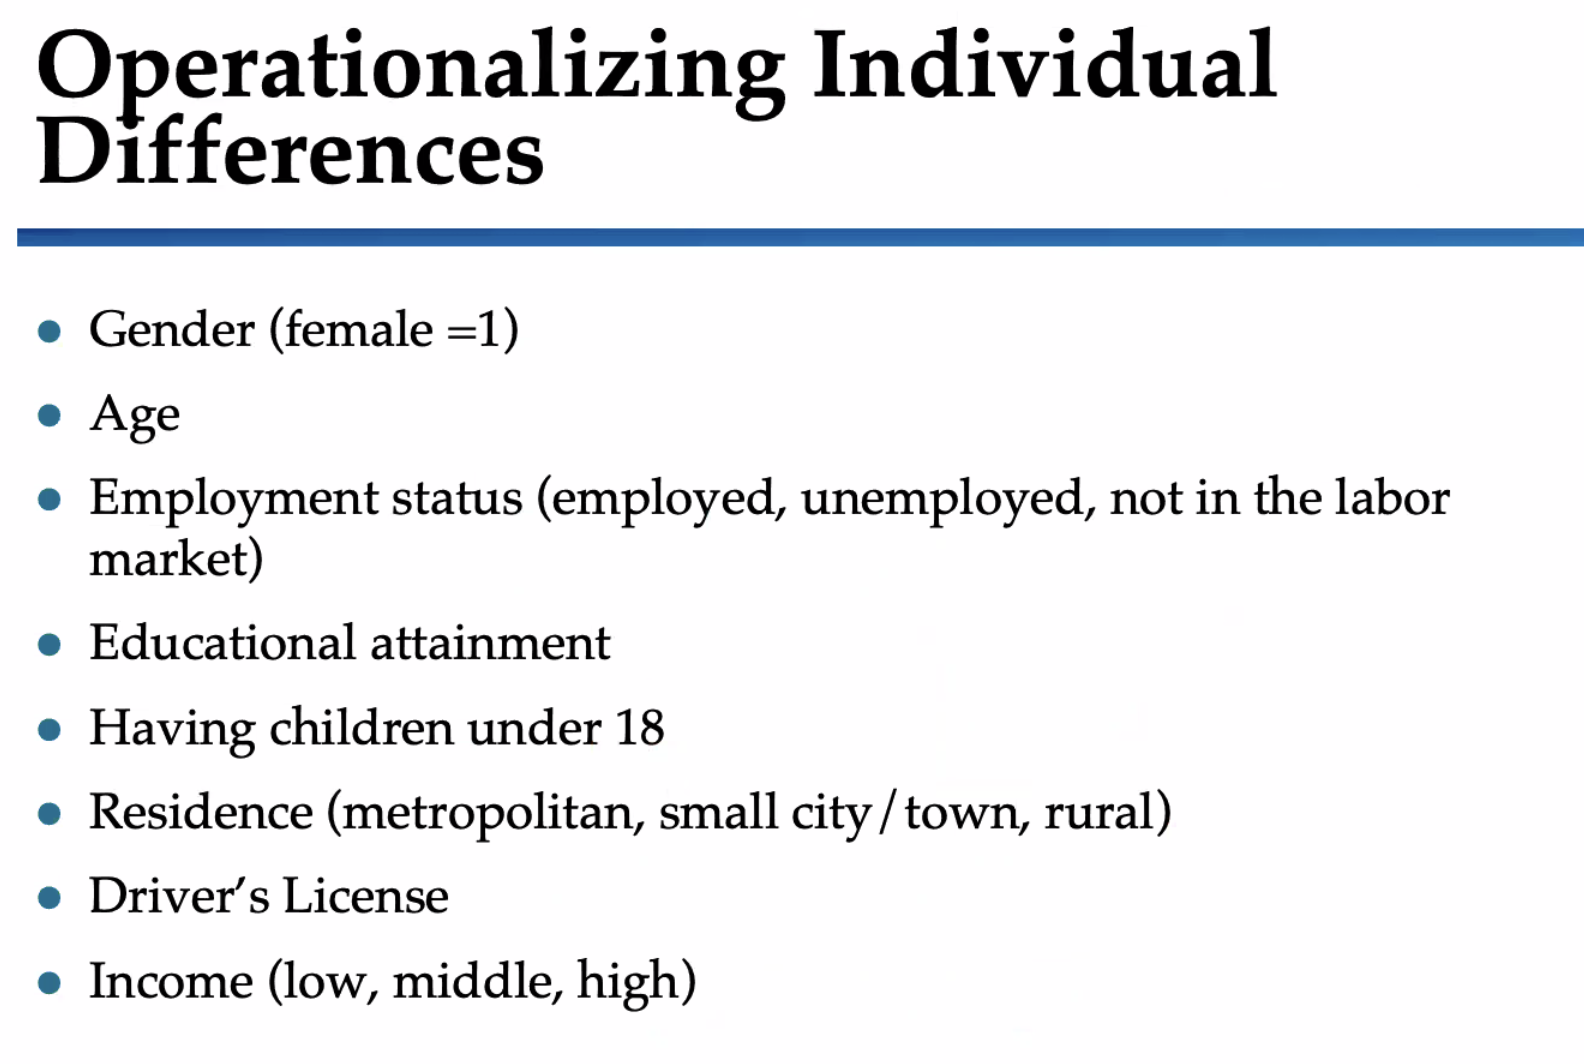 Operationalizing Individual
Differences
• Gender (female =1)
• Age
• Employment status (employed, unemployed, not in the labor
market)
• Educational attainment
• Having children under 18
• Residence (metropolitan, small city/town, rural)
• Driver’s License
• Income (low, middle, high)